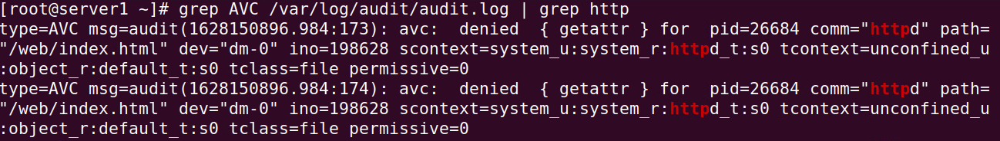 [root@server1 ~]# grep AVC /var/log/audit/audit.log | grep http
type=AVC msg=audit(1628150896.984:173): avc:  denied  { getattr } for  pid=26684 comm="httpd" path=
"/web/index.html" dev="dm-0" ino=198628 scontext=system_u:system_r:httpd_t:s0 tcontext=unconfined_u
:object_r:default_t:s0 tclass=file permissive=0
type=AVC msg=audit(1628150896.984:174): avc:  denied  { getattr } for  pid=26684 comm="httpd" path=
"/web/index.html" dev="dm-0" ino=198628 scontext=system_u:system_r:httpd_t:s0 tcontext=unconfined_u
:object_r:default_t:s0 tclass=file permissive=0